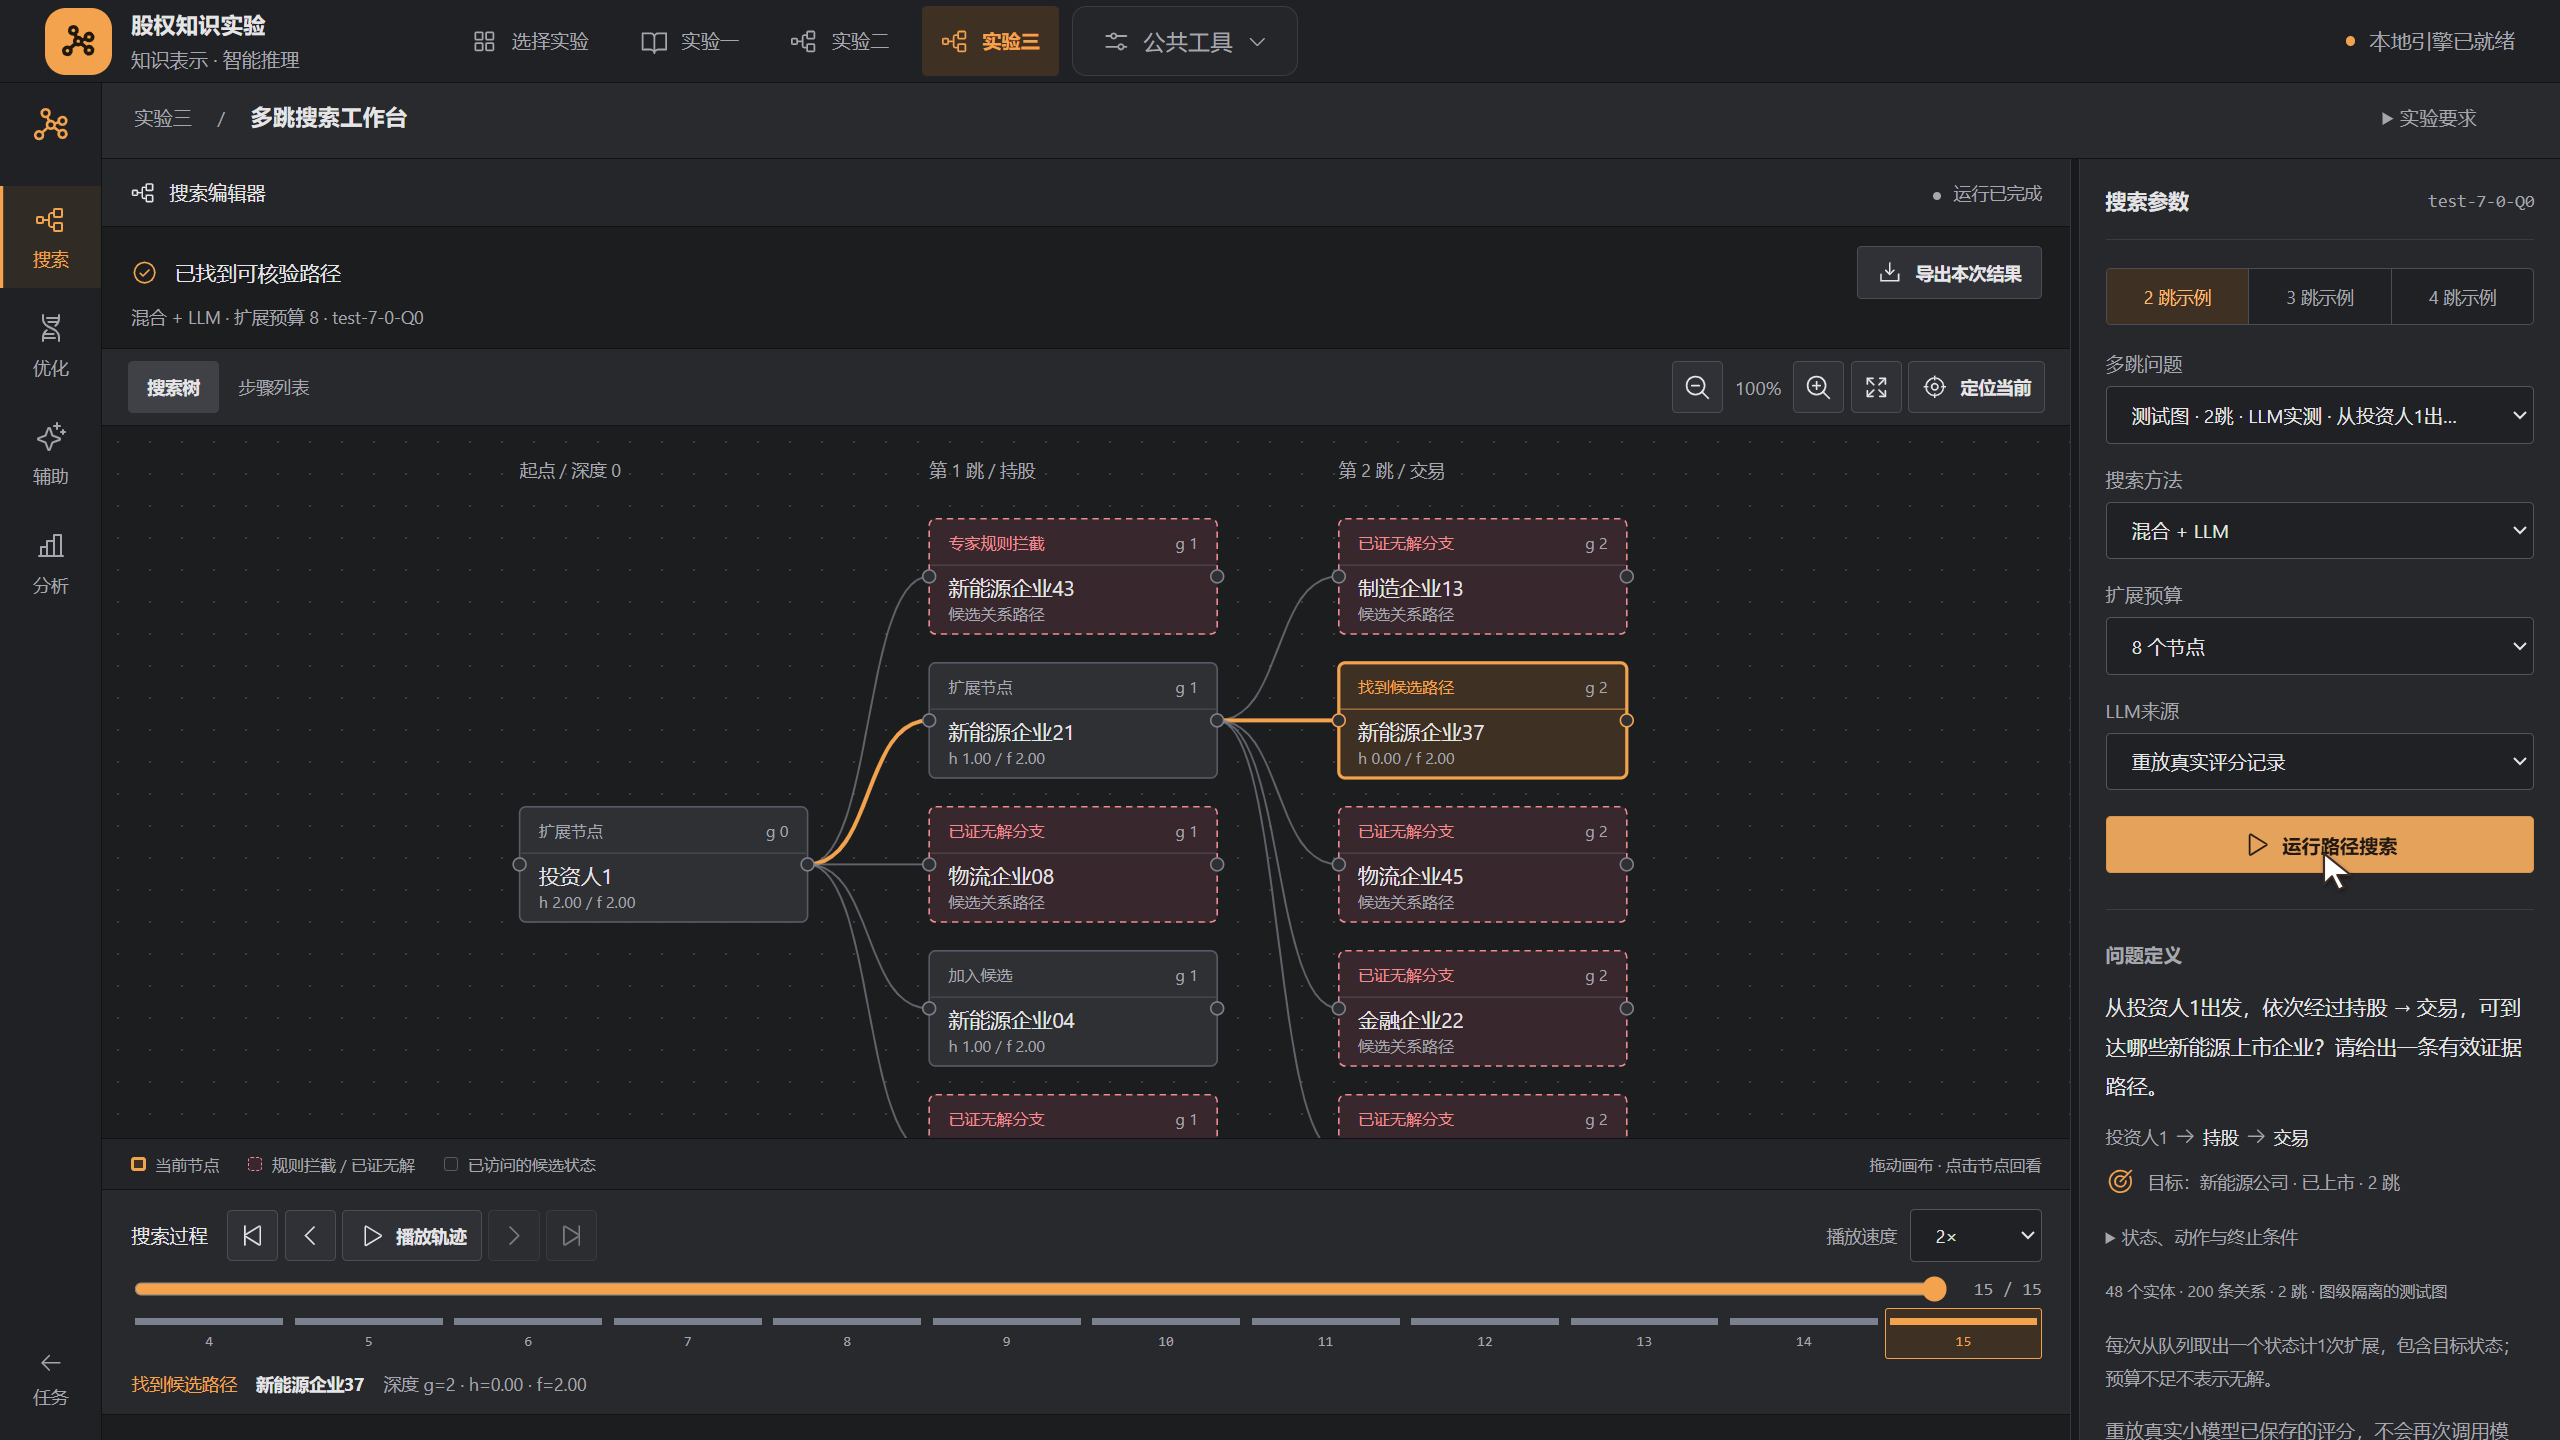 股权知识实验
知识表示 · 智能推理
选择实验
实验一
实验二
实验三
公共工具
本地引擎已就绪
实验三 / 多跳搜索工作台
实验要求
搜索
优化
辅助
分析
任务
搜索编辑器
运行已完成
已找到可核验路径
混合 + LLM · 扩展预算 8 · test-7-0-Q0
导出本次结果
搜索树
步骤列表
100%
定位当前
起点 / 深度 0
第 1 跳 / 持股
第 2 跳 / 交易
扩展节点 g 0
投资人1
h 2.00 / f 2.00
专家规则拦截 g 1
新能源企业43
候选关系路径
扩展节点 g 1
新能源企业21
h 1.00 / f 2.00
已证无解分支 g 1
物流企业08
候选关系路径
加入候选 g 1
新能源企业04
h 1.00 / f 2.00
已证无解分支 g 1
已证无解分支 g 2
制造企业13
候选关系路径
找到候选路径 g 2
新能源企业37
h 0.00 / f 2.00
已证无解分支 g 2
物流企业45
候选关系路径
已证无解分支 g 2
金融企业22
候选关系路径
已证无解分支 g 2
当前节点
规则拦截 / 已证无解
已访问的候选状态
拖动画布 · 点击节点回看
搜索过程
播放轨迹
播放速度
2×
15 / 15
4 5 6 7 8 9 10 11 12 13 14 15
找到候选路径 新能源企业37 深度 g=2 · h=0.00 · f=2.00
搜索参数
test-7-0-Q0
2 跳示例
3 跳示例
4 跳示例
多跳问题
测试图 · 2跳 · LLM实测 · 从投资人1出...
搜索方法
混合 + LLM
扩展预算
8 个节点
LLM来源
重放真实评分记录
运行路径搜索
问题定义
从投资人1出发，依次经过持股 → 交易，可到
达哪些新能源上市企业？请给出一条有效证据
路径。
投资人1 → 持股 → 交易
目标：新能源公司 · 已上市 · 2 跳
状态、动作与终止条件
48 个实体 · 200 条关系 · 2 跳 · 图级隔离的测试图
每次从队列取出一个状态计1次扩展，包含目标状态；
预算不足不表示无解。
重放真实小模型已保存的评分，不会再次调用模